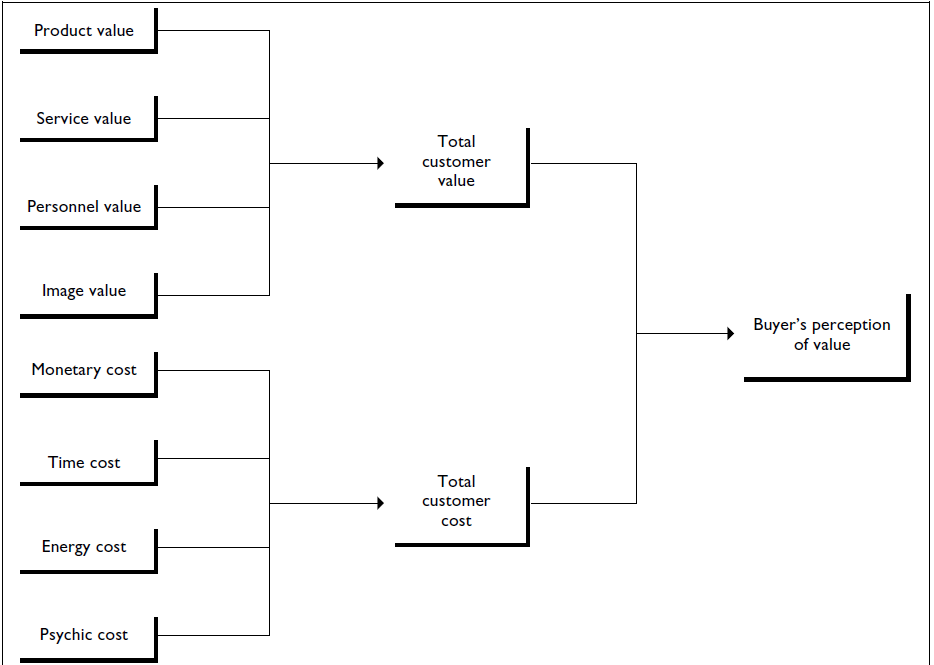 Product value
Service value
Personnel value
Image value
Monetary cost
Time cost
Energy cost
Psychic cost
Total
customer
value
Total
customer
cost
Buyer’s perception
of value